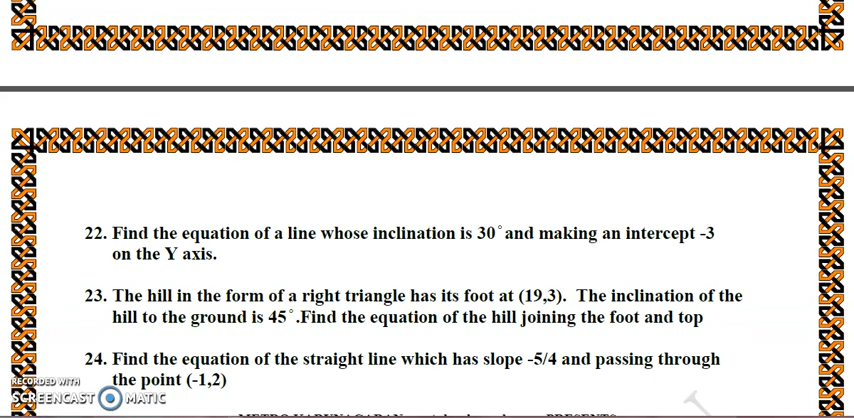 22. Find the equation of a line whose inclination is 30° and making an intercept -3
on the Y axis.
23. The hill in the form of a right triangle has its foot at (19,3). The inclination of the
hill to the ground is 45°.Find the equation of the hill joining the foot and top
24. Find the equation of the straight line which has slope -5/4 and passing through
the point (-1,2)
RECORDED WITH
SCREENCAST MATIC